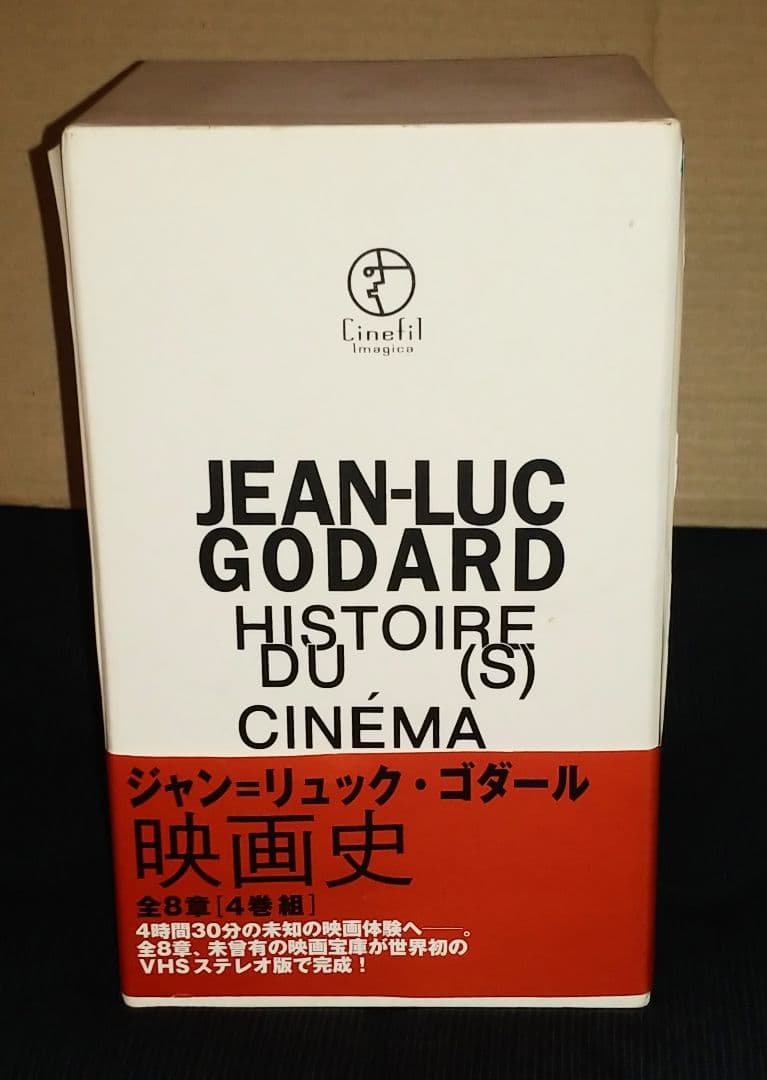 Cinefil
Imagica
JEAN-LUC
GODARD
HISTOIRE
DU (S)
CINÉMA
ジャン=リュック・ゴダール
映画史
全8章[4巻組]
4時間30分の未知の映画体験へ──。
全8章、未曾有の映画宝庫が世界初の
VHSステレオ版で完成！